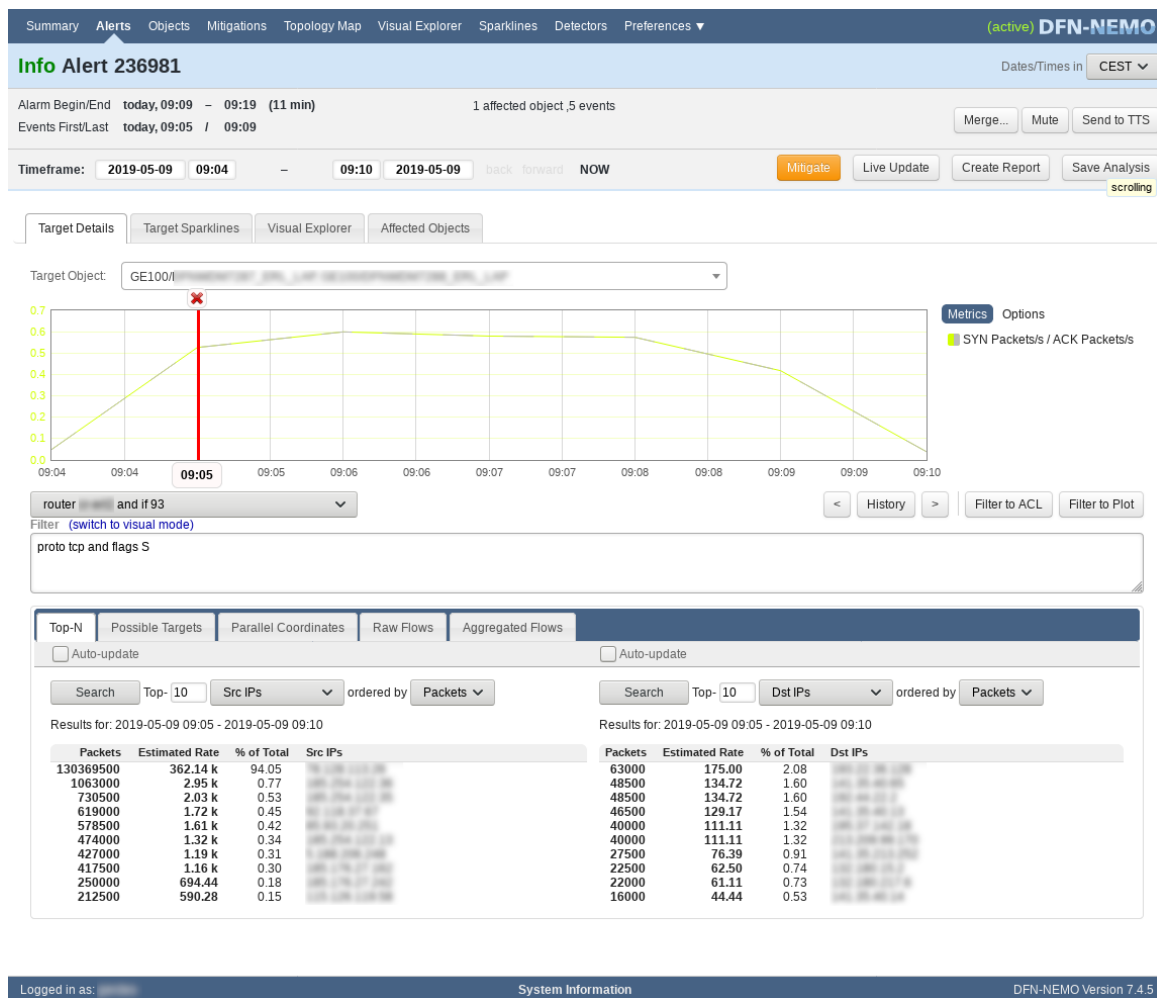 Summary Alerts Objects Mitigations Topology Map Visual Explorer Sparklines Detectors Preferences ▼ (active) DFN-NEMO
Info Alert 236981 Dates/Times in CEST
Alarm Begin/End today, 09:09 – 09:19 (11 min) 1 affected object ,5 events
Events First/Last today, 09:05 / 09:09
Merge... Mute Send to TTS
Timeframe: 2019-05-09 09:04 – 09:10 2019-05-09 back forward NOW Mitigate Live Update Create Report Save Analysis
scrolling
Target Details Target Sparklines Visual Explorer Affected Objects
Target Object: GE100/
0.7
0.6
0.5
0.4
0.3
0.2
0.1
0.0
Metrics Options
SYN Packets/s / ACK Packets/s
09:04 09:04 09:05 09:05 09:06 09:06 09:07 09:07 09:08 09:08 09:09 09:09 09:10
router and if 93 < History > Filter to ACL Filter to Plot
Filter (switch to visual mode)
proto tcp and flags S
Top-N Possible Targets Parallel Coordinates Raw Flows Aggregated Flows
Auto-update Auto-update
Search Top- 10 Src IPs ordered by Packets Search Top- 10 Dst IPs ordered by Packets
Results for: 2019-05-09 09:05 - 2019-05-09 09:10 Results for: 2019-05-09 09:05 - 2019-05-09 09:10
Packets Estimated Rate % of Total Src IPs Packets Estimated Rate % of Total Dst IPs
130369500 362.14 k 94.05 63000 175.00 2.08
1063000 2.95 k 0.77 48500 134.72 1.60
730500 2.03 k 0.53 48500 134.72 1.60
619000 1.72 k 0.45 46500 129.17 1.54
578500 1.61 k 0.42 40000 111.11 1.32
474000 1.32 k 0.34 40000 111.11 1.32
427000 1.19 k 0.31 27500 76.39 0.91
417500 1.16 k 0.30 22500 62.50 0.74
250000 694.44 0.18 22000 61.11 0.73
212500 590.28 0.15 16000 44.44 0.53
Logged in as: System Information DFN-NEMO Version 7.4.5